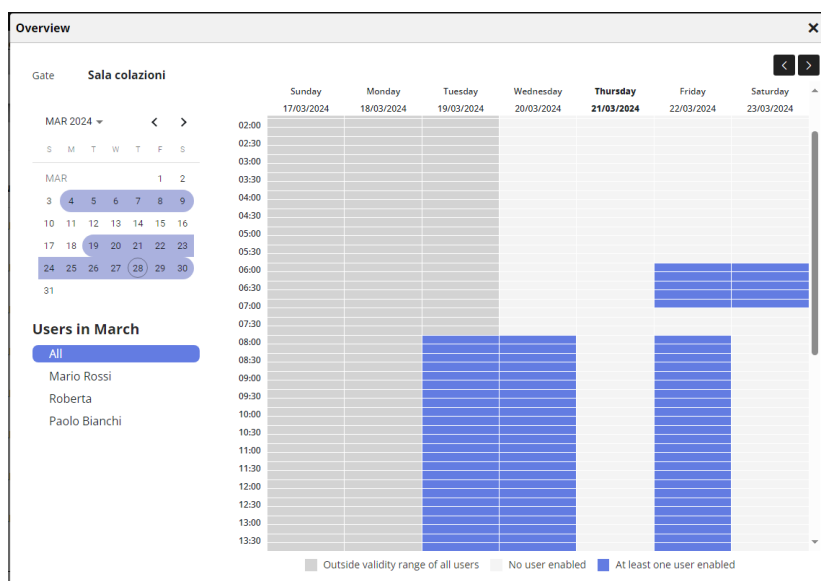 Overview
Gate Sala colazioni
MAR 2024
S M T W T F S
MAR 1 2
3 4 5 6 7 8 9
10 11 12 13 14 15 16
17 18 19 20 21 22 23
24 25 26 27 28 29 30
31
Users in March
All
Mario Rossi
Roberta
Paolo Bianchi
Sunday Monday Tuesday Wednesday Thursday Friday Saturday
17/03/2024 18/03/2024 19/03/2024 20/03/2024 21/03/2024 22/03/2024 23/03/2024
02:00
02:30
03:00
03:30
04:00
04:30
05:00
05:30
06:00
06:30
07:00
07:30
08:00
08:30
09:00
09:30
10:00
10:30
11:00
11:30
12:00
12:30
13:00
13:30
Outside validity range of all users No user enabled At least one user enabled